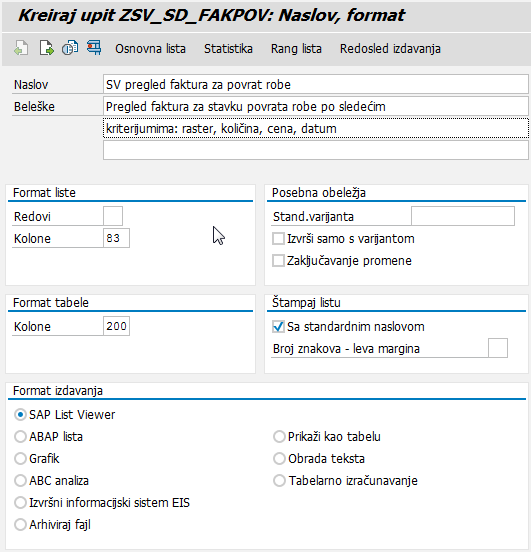 Kreiraj upit ZSV_SD_FAKPOV: Naslov, format
Osnovna lista Statistika Rang lista Redosled izdavanja
Naslov SV pregled faktura za povrat robe
Beleške Pregled faktura za stavku povrata robe po sledećim
kriterijumima: raster, količina, cena, datum
Format liste
Redovi
Kolone 83
Posebna obeležja
Stand.varijanta
Izvrši samo s varijantom
Zaključavanje promene
Format tabele
Kolone 200
Štampaj listu
Sa standardnim naslovom
Broj znakova - leva margina
Format izdavanja
SAP List Viewer
ABAP lista
Grafik
ABC analiza
Izvršni informacijski sistem EIS
Arhiviraj fajl
Prikaži kao tabelu
Obrada teksta
Tabelarno izračunavanje